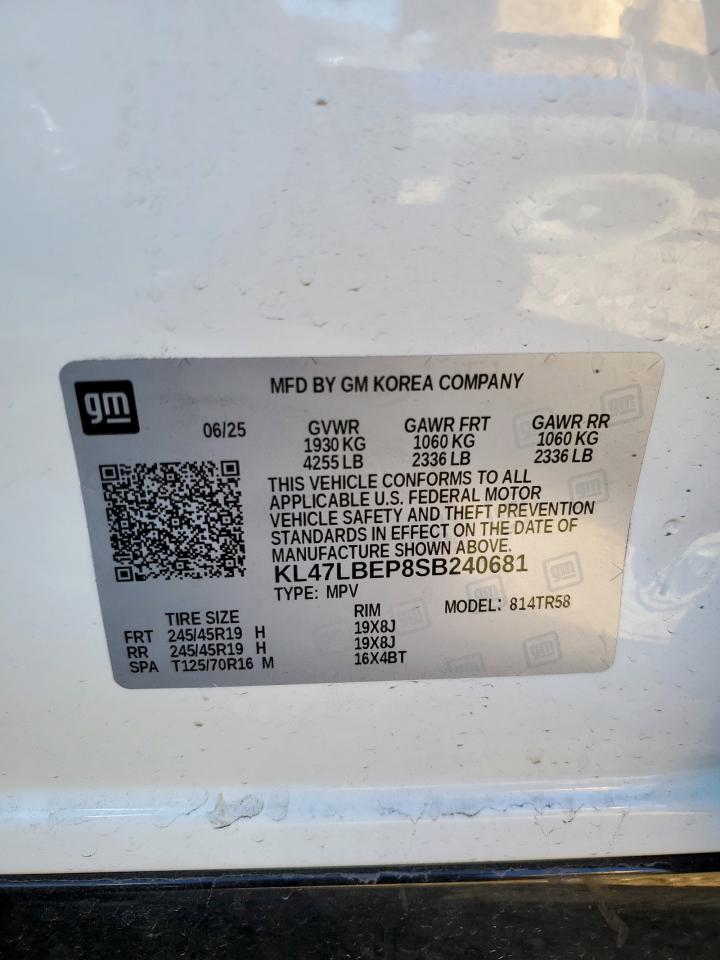 gm
MFD BY GM KOREA COMPANY
06/25 GVWR GAWR FRT GAWR RR
1930 KG 1060 KG 1060 KG
4255 LB 2336 LB 2336 LB
THIS VEHICLE CONFORMS TO ALL
APPLICABLE U.S. FEDERAL MOTOR
VEHICLE SAFETY AND THEFT PREVENTION
STANDARDS IN EFFECT ON THE DATE OF
MANUFACTURE SHOWN ABOVE.
KL47LBEP8SB240681
TYPE: MPV MODEL: 814TR58
TIRE SIZE RIM
FRT 245/45R19 H 19X8J
RR 245/45R19 H 19X8J
SPA T125/70R16 M 16X4BT